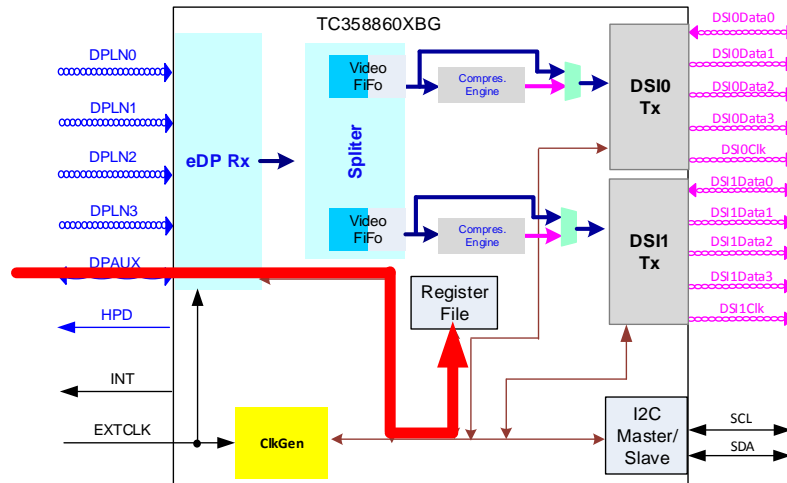 TC358860XBG
DPLN0
DPLN1
DPLN2
DPLN3
DPAUX
HPD
INT
EXTCLK
eDP Rx
Spliter
Video
FiFo
Compres.
Engine
Video
FiFo
Compres.
Engine
DSI0
Tx
DSI1
Tx
DSI0Data0
DSI0Data1
DSI0Data2
DSI0Data3
DSI0Clk
DSI1Data0
DSI1Data1
DSI1Data2
DSI1Data3
DSI1Clk
Register
File
ClkGen
I2C
Master/
Slave
SCL
SDA